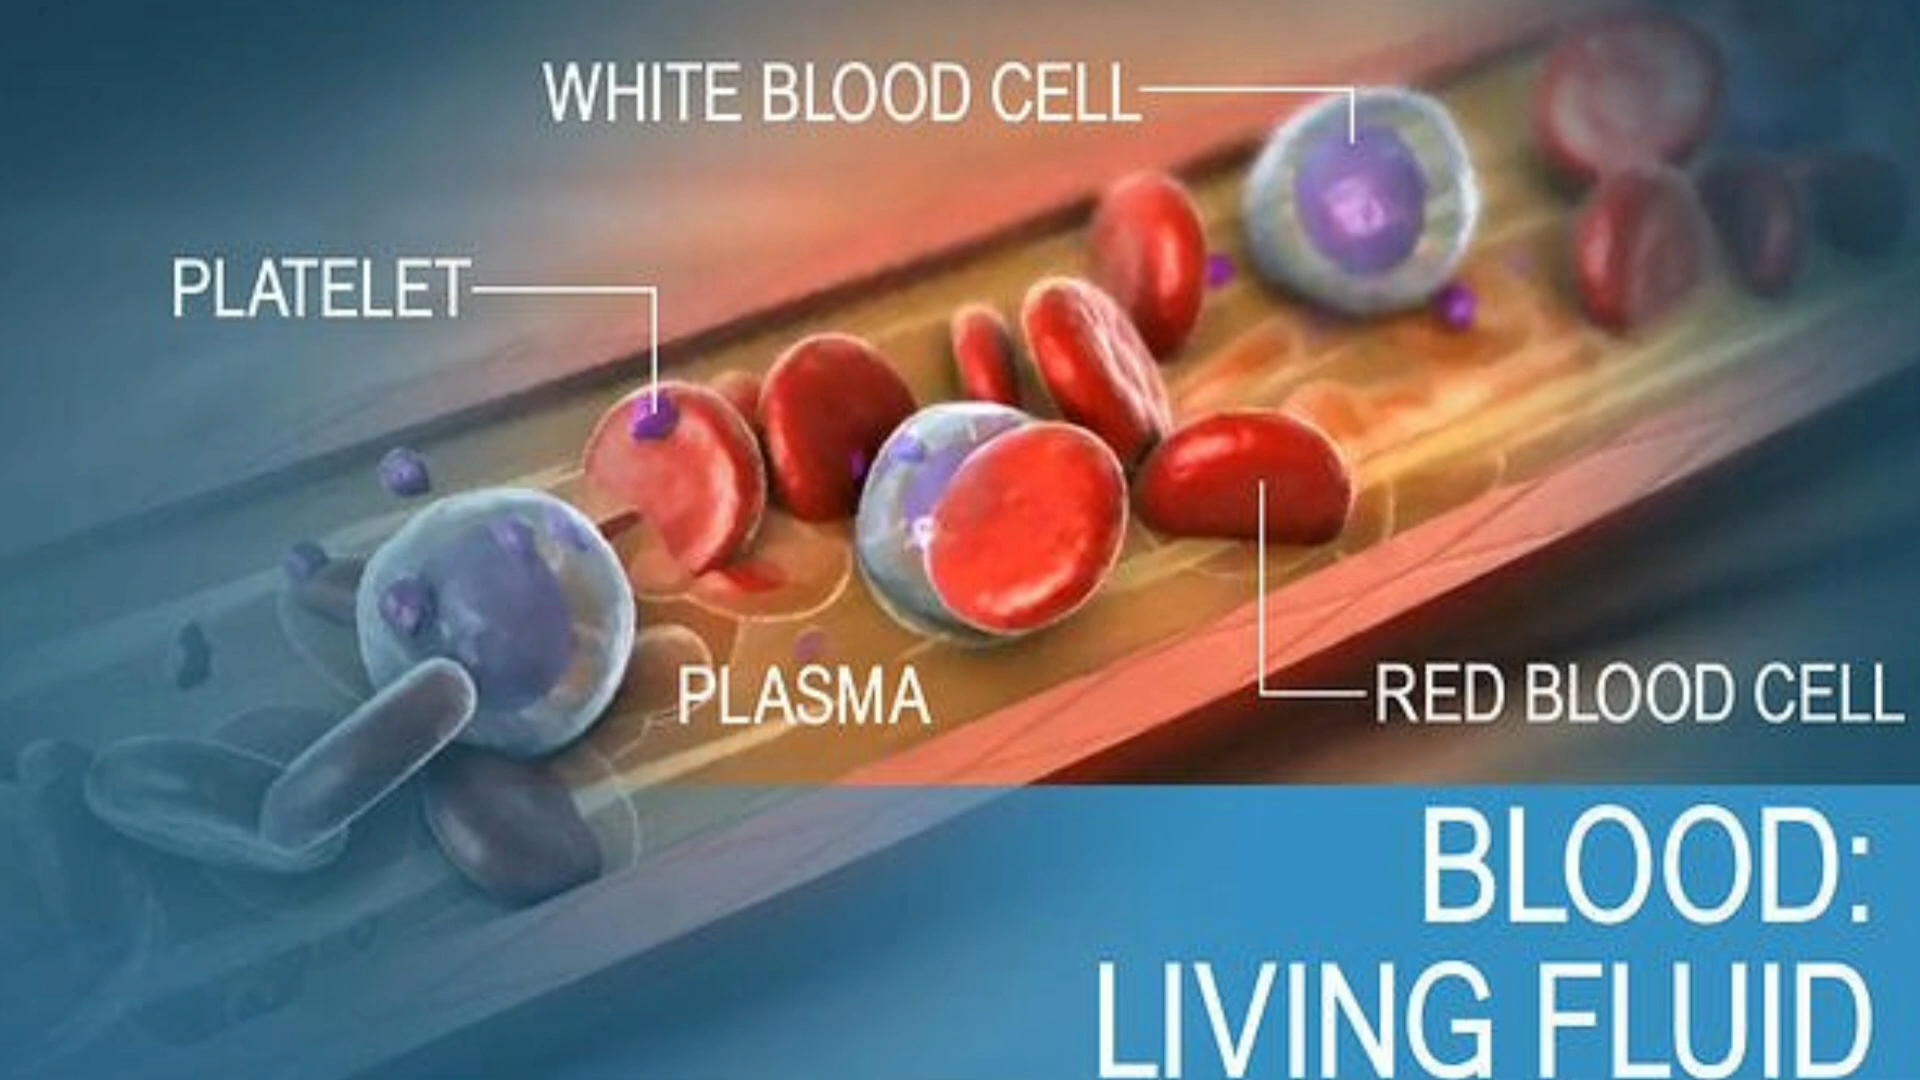 WHITE BLOOD CELL
PLATELET
PLASMA
RED BLOOD CELL
BLOOD:
LIVING FLUID